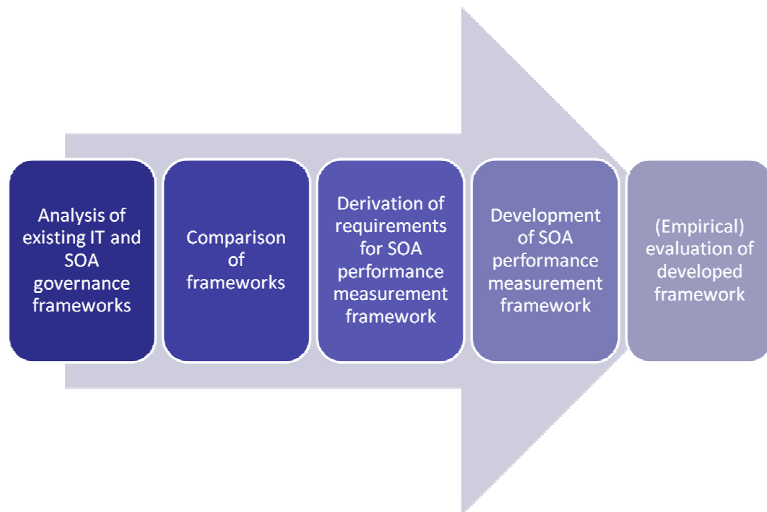 Analysis of
existing IT and
SOA
governance
frameworks
Comparison
of
frameworks
Derivation of
requirements
for SOA
performance
measurement
framework
Development
of SOA
performance
measurement
framework
(Empirical)
evaluation of
developed
framework